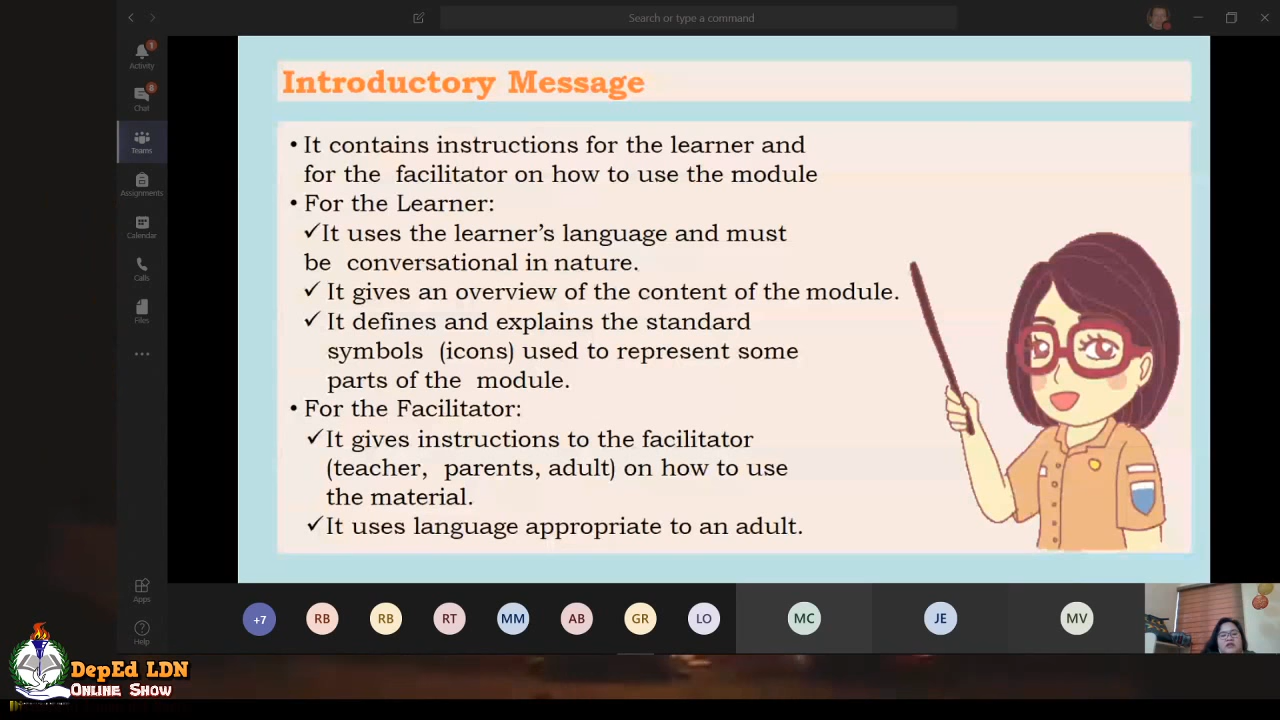 Search or type a command
1
Activity
8
Chat
Teams
Assignments
Calendar
Calls
Files
Apps
Help
Introductory Message
• It contains instructions for the learner and
for the facilitator on how to use the module
• For the Learner:
✓It uses the learner's language and must
be conversational in nature.
✓ It gives an overview of the content of the module.
✓ It defines and explains the standard
symbols (icons) used to represent some
parts of the module.
• For the Facilitator:
✓It gives instructions to the facilitator
(teacher, parents, adult) on how to use
the material.
✓It uses language appropriate to an adult.
+7 RB RB RT MM AB GR LO MC JE MV
DepEd LDN
Online Show